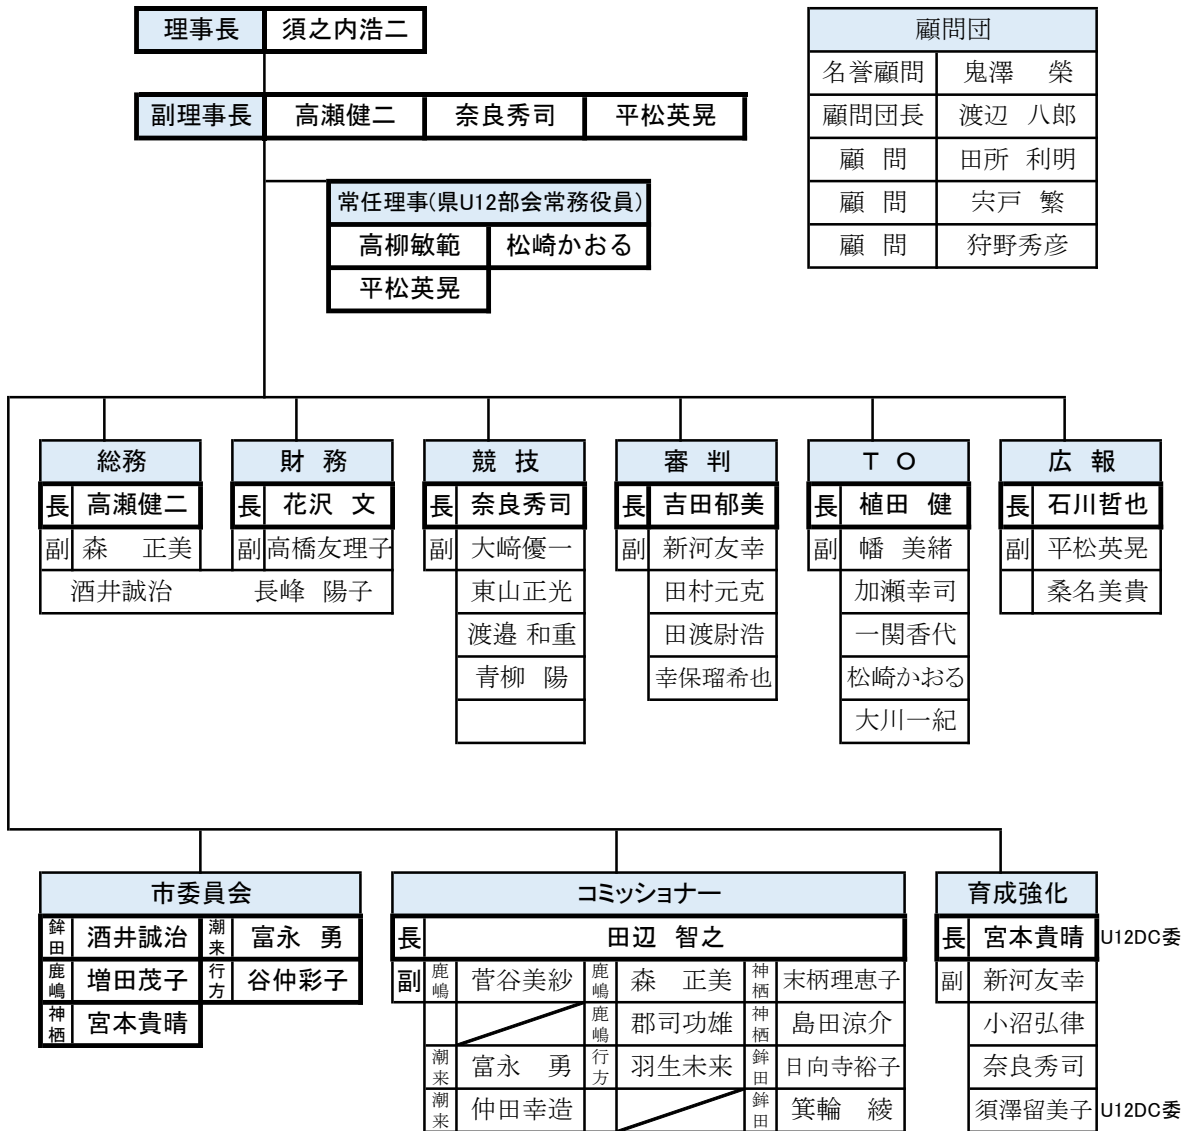 理事長 須之内浩二
副理事長 高瀬健二 奈良秀司 平松英晃
常任理事(県U12部会常務役員)
高柳敏範 松崎かおる
平松英晃
顧問団
名誉顧問 鬼澤 榮
顧問団長 渡辺 八郎
顧 問 田所 利明
顧 問 宍戸 繁
顧 問 狩野秀彦
総務 財 務 競 技 審 判 T O 広 報
長 高瀬健二 長 花沢 文 長 奈良秀司 長 吉田郁美 長 植田 健 長 石川哲也
副 森 正美 副 高橋友理子 副 大﨑優一 副 新河友幸 副 幡 美緒 副 平松英晃
酒井誠治 長峰 陽子 東山正光 田村元克 加瀬幸司 桑名美貴
渡邉 和重 田渡尉浩 一関香代
青柳 陽 幸保瑠希也 松崎かおる
大川一紀
市委員会 コミッショナー 育成強化
鉾田 酒井誠治 潮来 富永 勇 長 田辺 智之 長 宮本貴晴 U12DC委
鹿嶋 増田茂子 行方 谷仲彩子 副 鹿嶋 菅谷美紗 鹿嶋 森 正美 神栖 末柄理恵子 副 新河友幸
神栖 宮本貴晴 鹿嶋 郡司功雄 神栖 島田涼介 小沼弘律
潮来 富永 勇 行方 羽生未来 鉾田 日向寺裕子 奈良秀司
潮来 仲田幸造 鉾田 箕輪 綾 須澤留美子 U12DC委